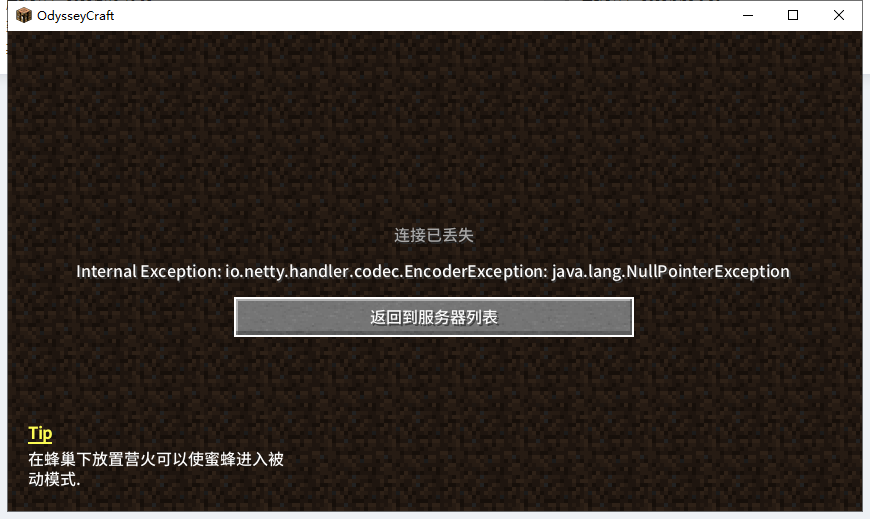 OdysseyCraft
连接已丢失
Internal Exception: io.netty.handler.codec.EncoderException: java.lang.NullPointerException
返回到服务器列表
Tip
在蜂巢下放置营火可以使蜜蜂进入被
动模式.